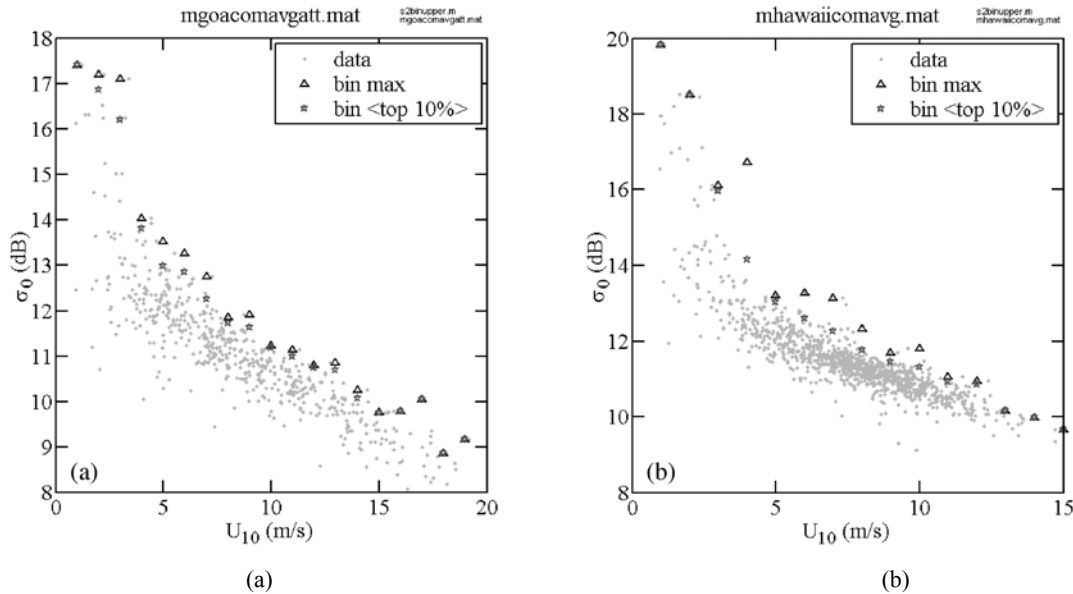 mgoacomavgatt.mat
s2binupper.m
mgoacomavgatt.mat
18
17
16
15
14
13
12
11
10
9
8
σ0 (dB)
data
bin max
bin <top 10%>
(a)
0 5 10 15 20
U10 (m/s)
(a)
mhawaiicomavg.mat
s2binupper.m
mhawaiicomavg.mat
20
18
16
14
12
10
8
σ0 (dB)
data
bin max
bin <top 10%>
(b)
0 5 10 15
U10 (m/s)
(b)